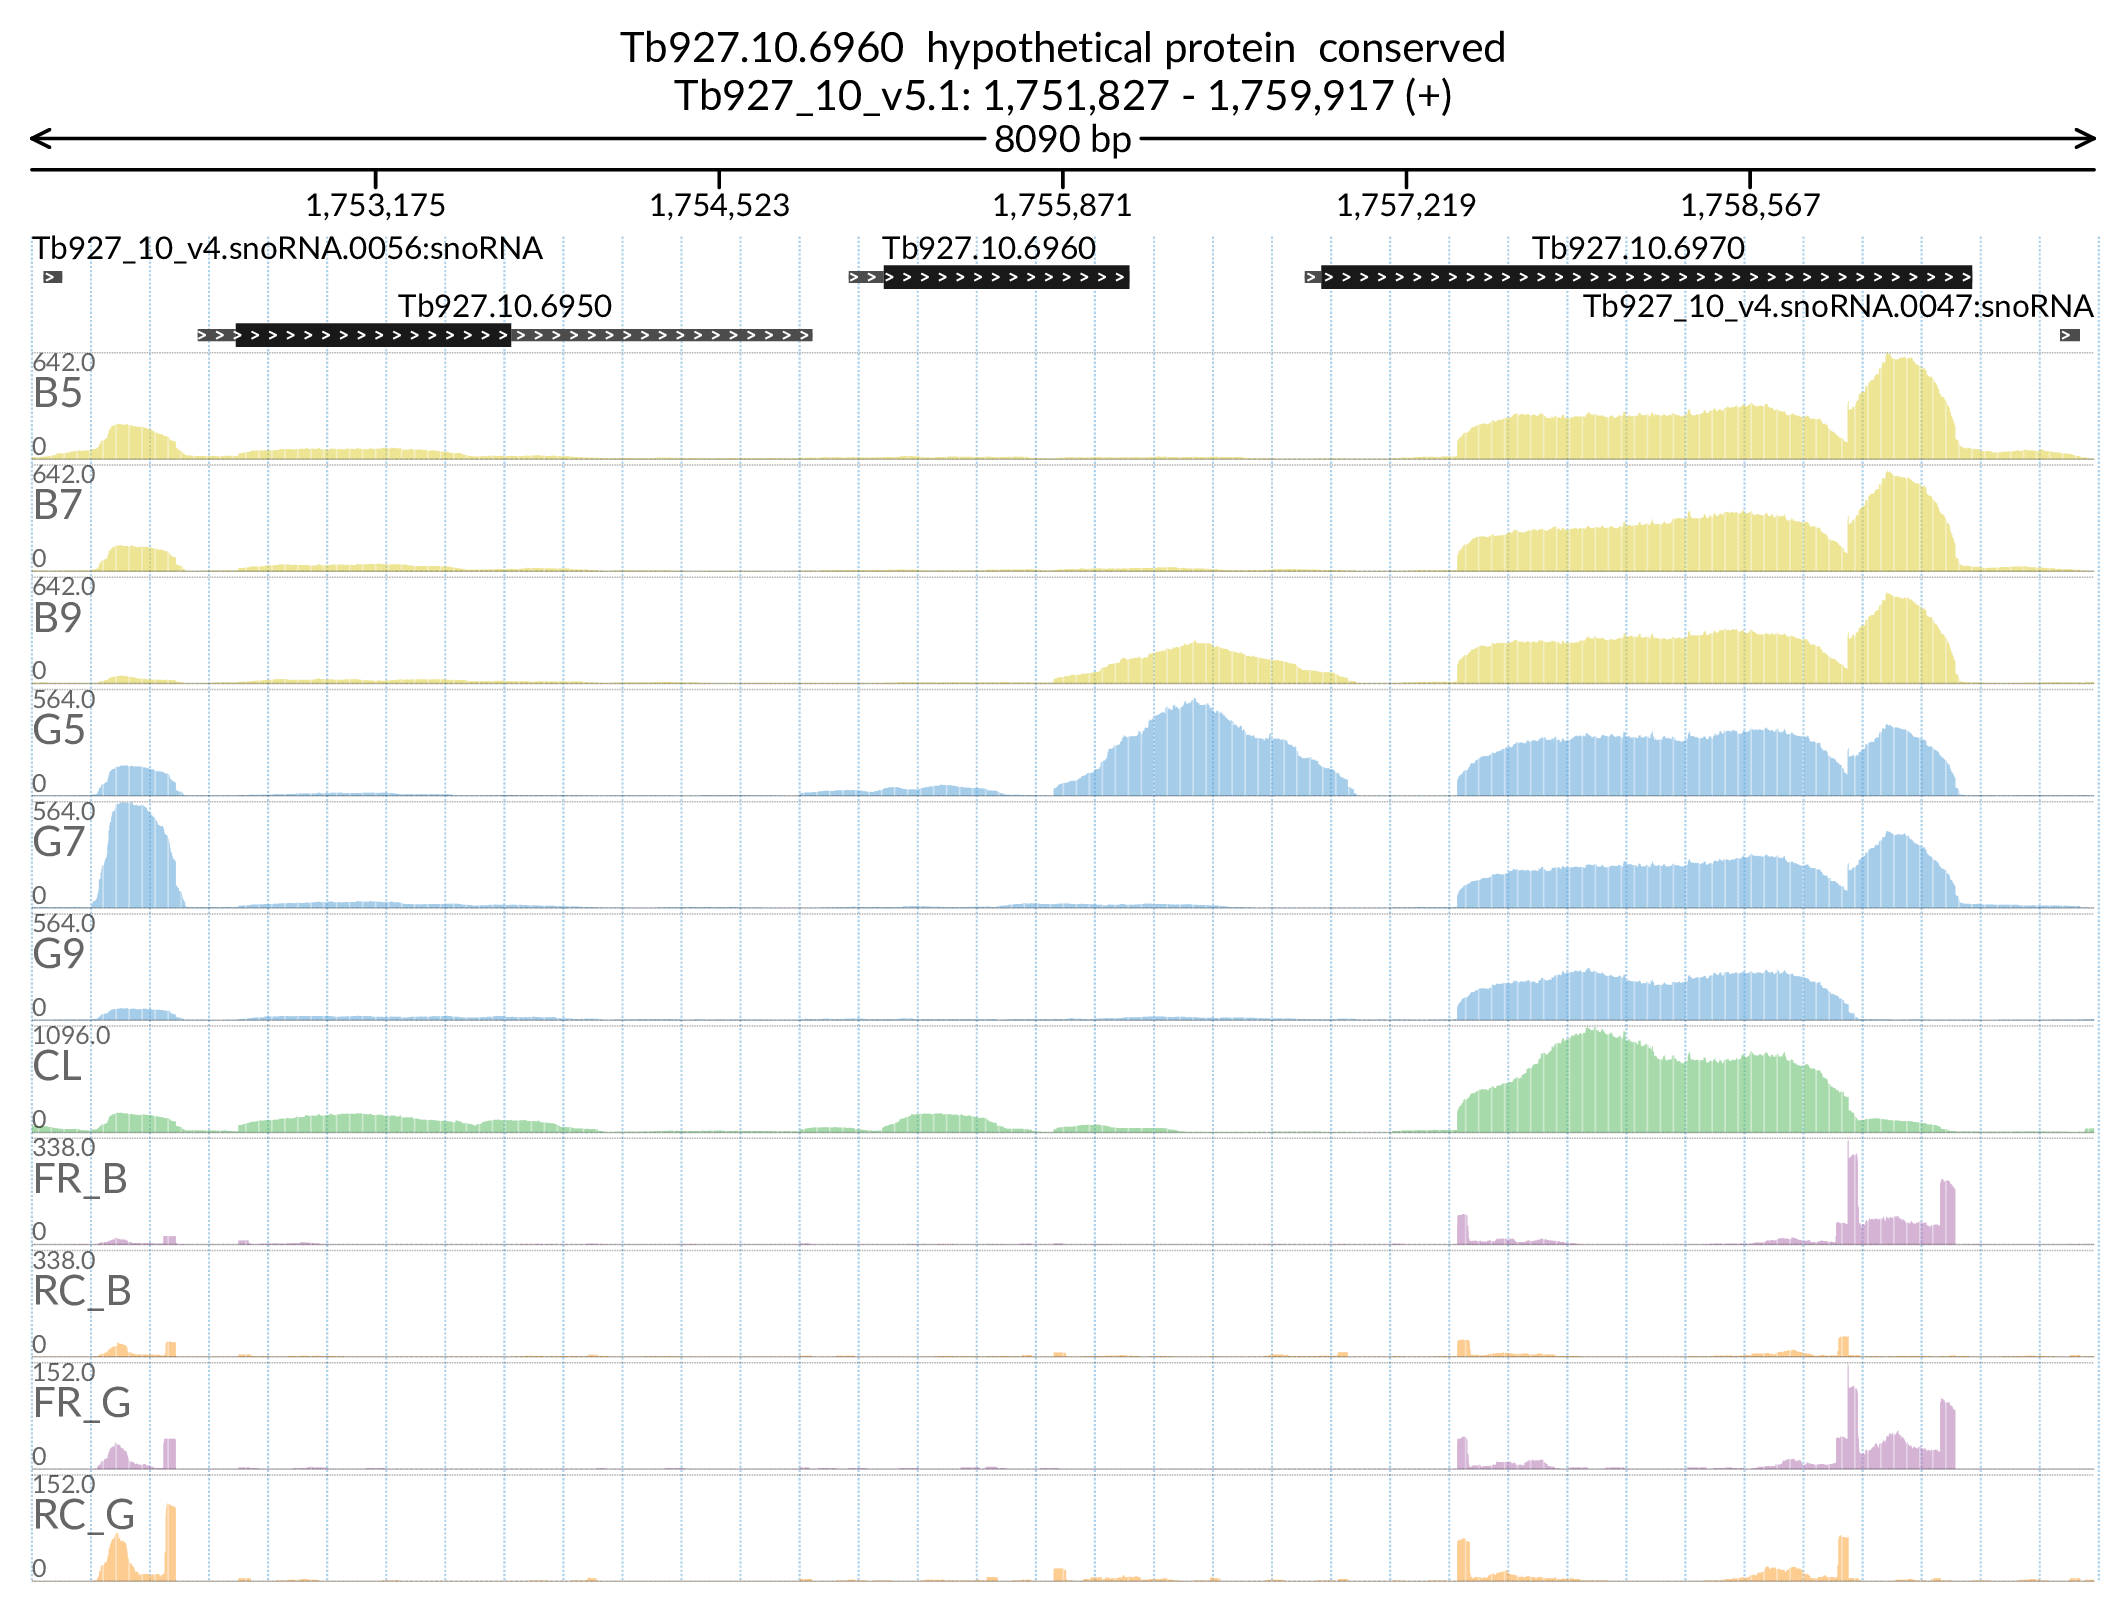 Tb927.10.6960  hypothetical protein  conserved
Tb927_10_v5.1: 1,751,827 - 1,759,917 (+)
8090 bp
1,753,175 1,754,523 1,755,871 1,757,219 1,758,567
Tb927_10_v4.snoRNA.0056:snoRNA Tb927.10.6960 Tb927.10.6970
Tb927.10.6950 Tb927_10_v4.snoRNA.0047:snoRNA
642.0
B5
0
642.0
B7
0
642.0
B9
0
564.0
G5
0
564.0
G7
0
564.0
G9
0
1096.0
CL
0
338.0
FR_B
0
338.0
RC_B
0
152.0
FR_G
0
152.0
RC_G
0